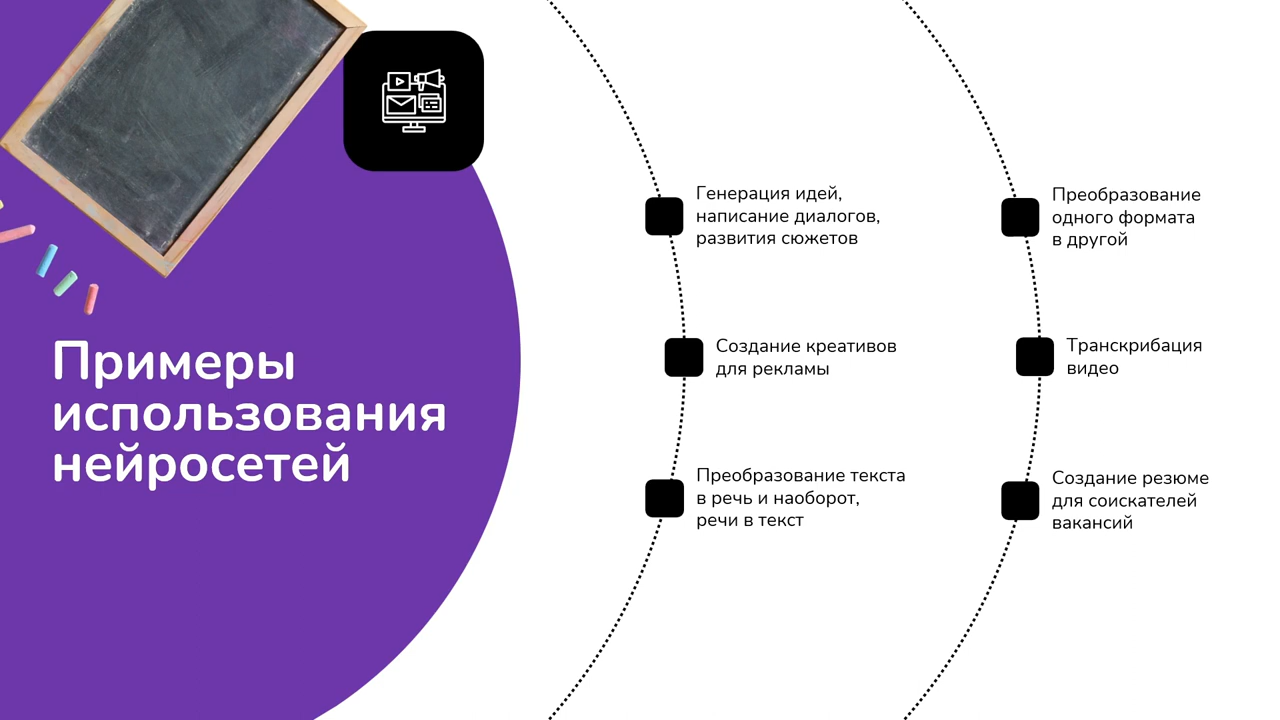 Примеры
использования
нейросетей
Генерация идей,
написание диалогов,
развития сюжетов
Создание креативов
для рекламы
Преобразование текста
в речь и наоборот,
речи в текст
Преобразование
одного формата
в другой
Транскрибация
видео
Создание резюме
для соискателей
вакансий